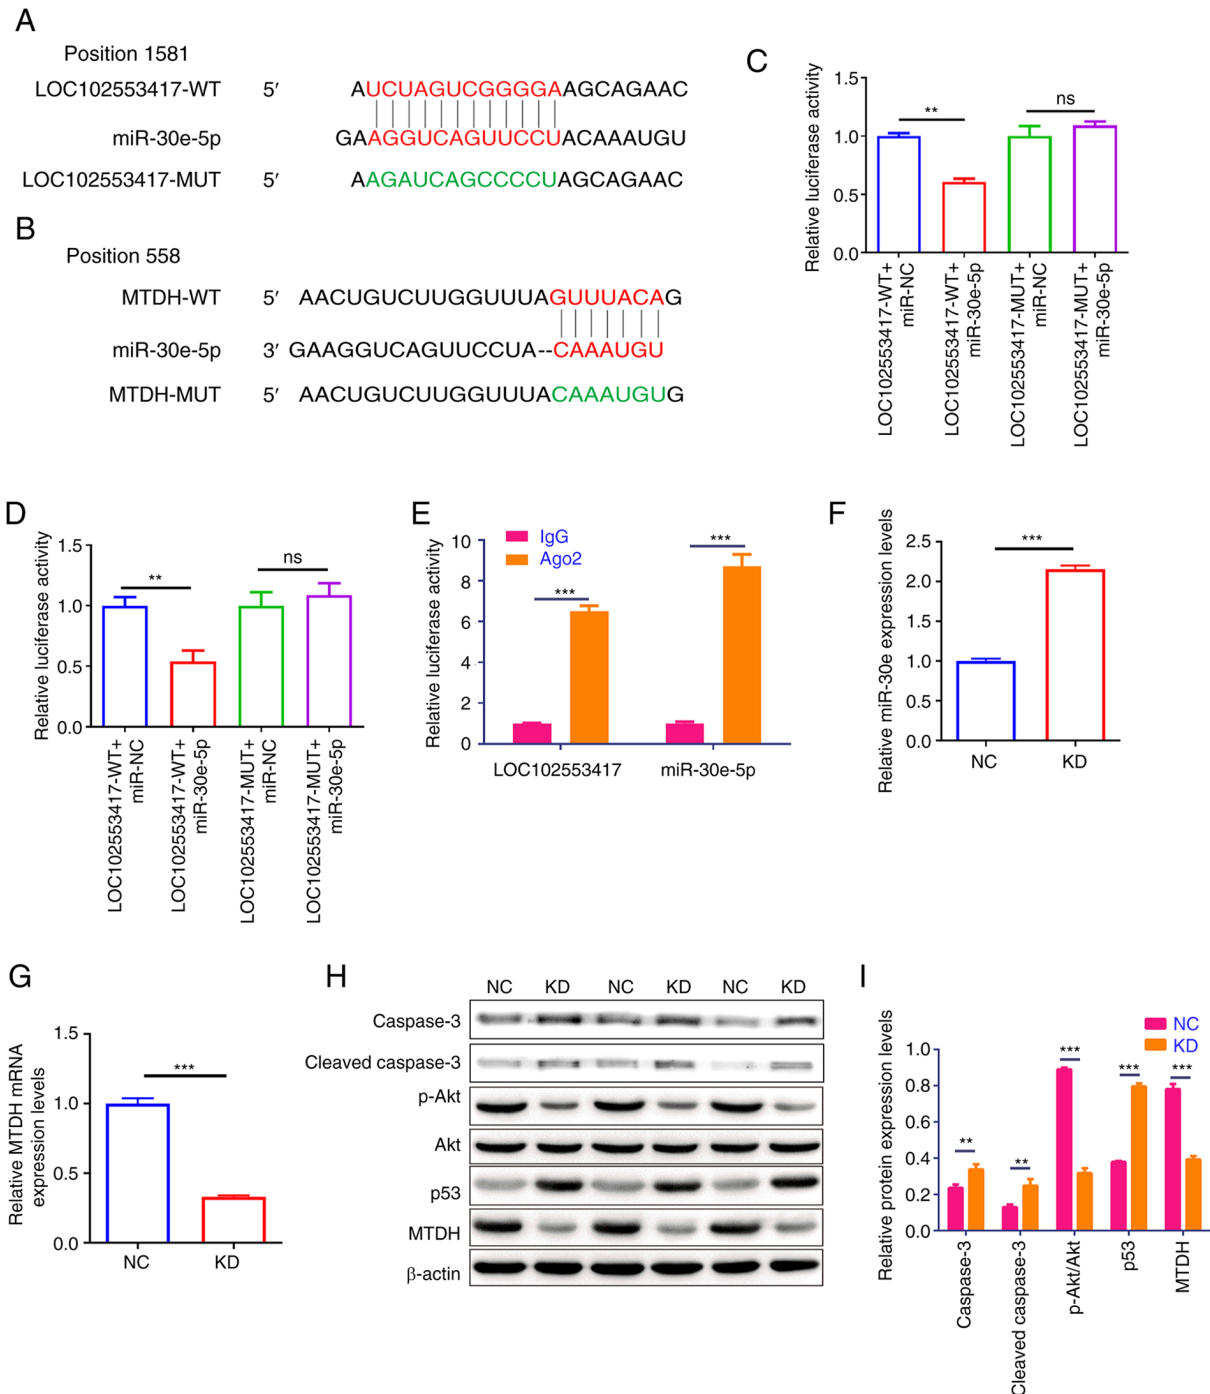 A
Position 1581
LOC102553417-WT 5′ AUCUAGUCGGGGAAGCAGAAC
miR-30e-5p GAAGGUCAGUUCCUACAAAUGU
LOC102553417-MUT 5′ AAGAUCAGCCCCUAGCAGAAC
B
Position 558
MTDH-WT 5′ AACUGUCUUGGUUUAGUUUACAG
miR-30e-5p 3′ GAAGGUCAGUUCCUA--CAAAUGU
MTDH-MUT 5′ AACUGUCUUGGUUUACAAAUGUG
C
Relative luciferase activity
1.5
1.0
0.5
0.0
**
ns
LOC102553417-WT+
miR-NC
LOC102553417-WT+
miR-30e-5p
LOC102553417-MUT+
miR-NC
LOC102553417-MUT+
miR-30e-5p
D
Relative luciferase activity
1.5
1.0
0.5
0.0
**
ns
LOC102553417-WT+
miR-NC
LOC102553417-WT+
miR-30e-5p
LOC102553417-MUT+
miR-NC
LOC102553417-MUT+
miR-30e-5p
E
Relative luciferase activity
10
8
6
4
2
0
IgG
Ago2
***
***
LOC102553417
miR-30e-5p
F
Relative miR-30e expression levels
2.5
2.0
1.5
1.0
0.5
0.0
***
NC
KD
G
Relative MTDH mRNA
expression levels
1.5
1.0
0.5
0.0
***
NC
KD
H
NC KD NC KD NC KD
Caspase-3
Cleaved caspase-3
p-Akt
Akt
p53
MTDH
β-actin
I
Relative protein expression levels
NC
KD
1.0
0.8
0.6
0.4
0.2
0.0
**
**
***
***
***
Caspase-3
Cleaved caspase-3
p-Akt/Akt
p53
MTDH